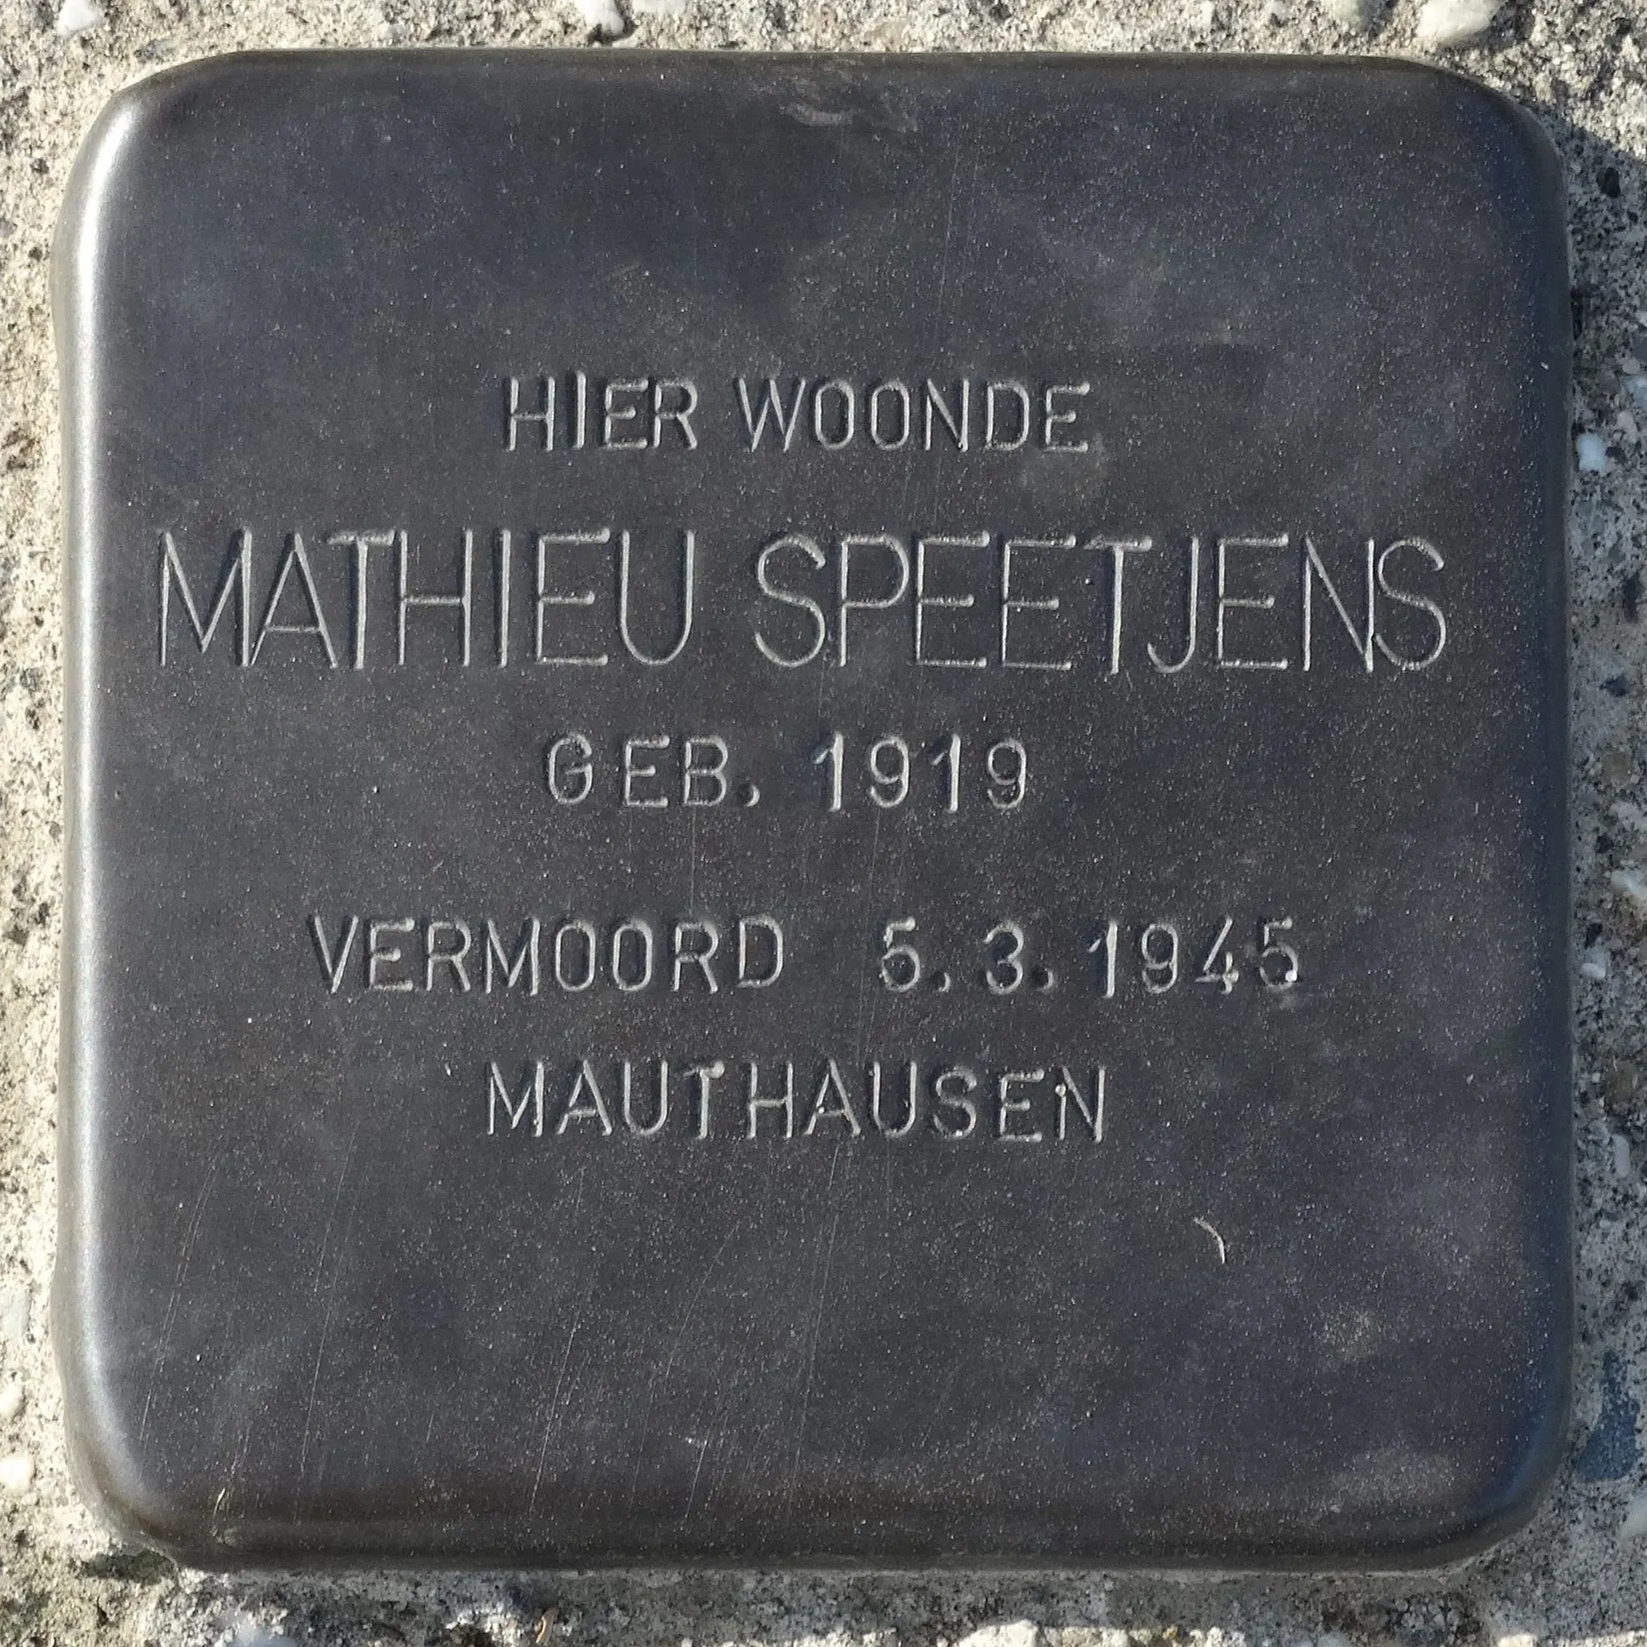 HIER WOONDE
MATHIEU SPEETJENS
GEB. 1919
VERMOORD 5.3.1945
MAUTHAUSEN